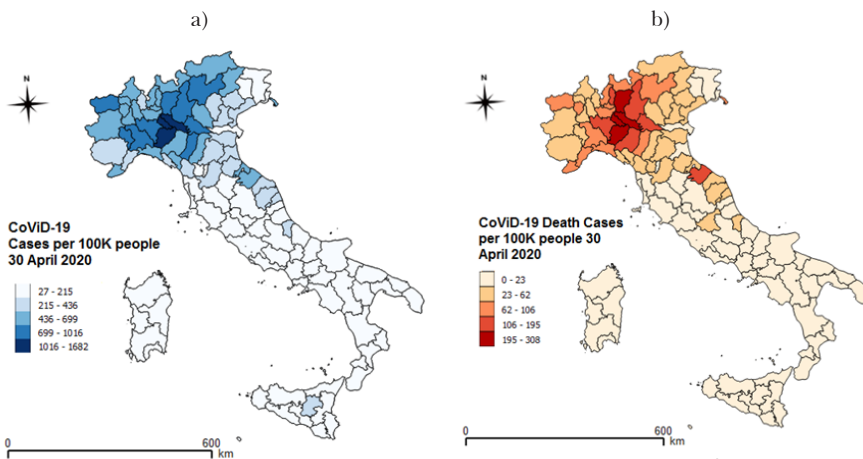 a)
N
CoViD-19
Cases per 100K people
30 April 2020
27 - 215
215 - 436
436 - 699
699 - 1016
1016 - 1682
0
600
km
b)
N
CoViD-19 Death Cases
per 100K people 30
April 2020
0 - 23
23 - 62
62 - 106
106 - 195
195 - 308
0
600
km